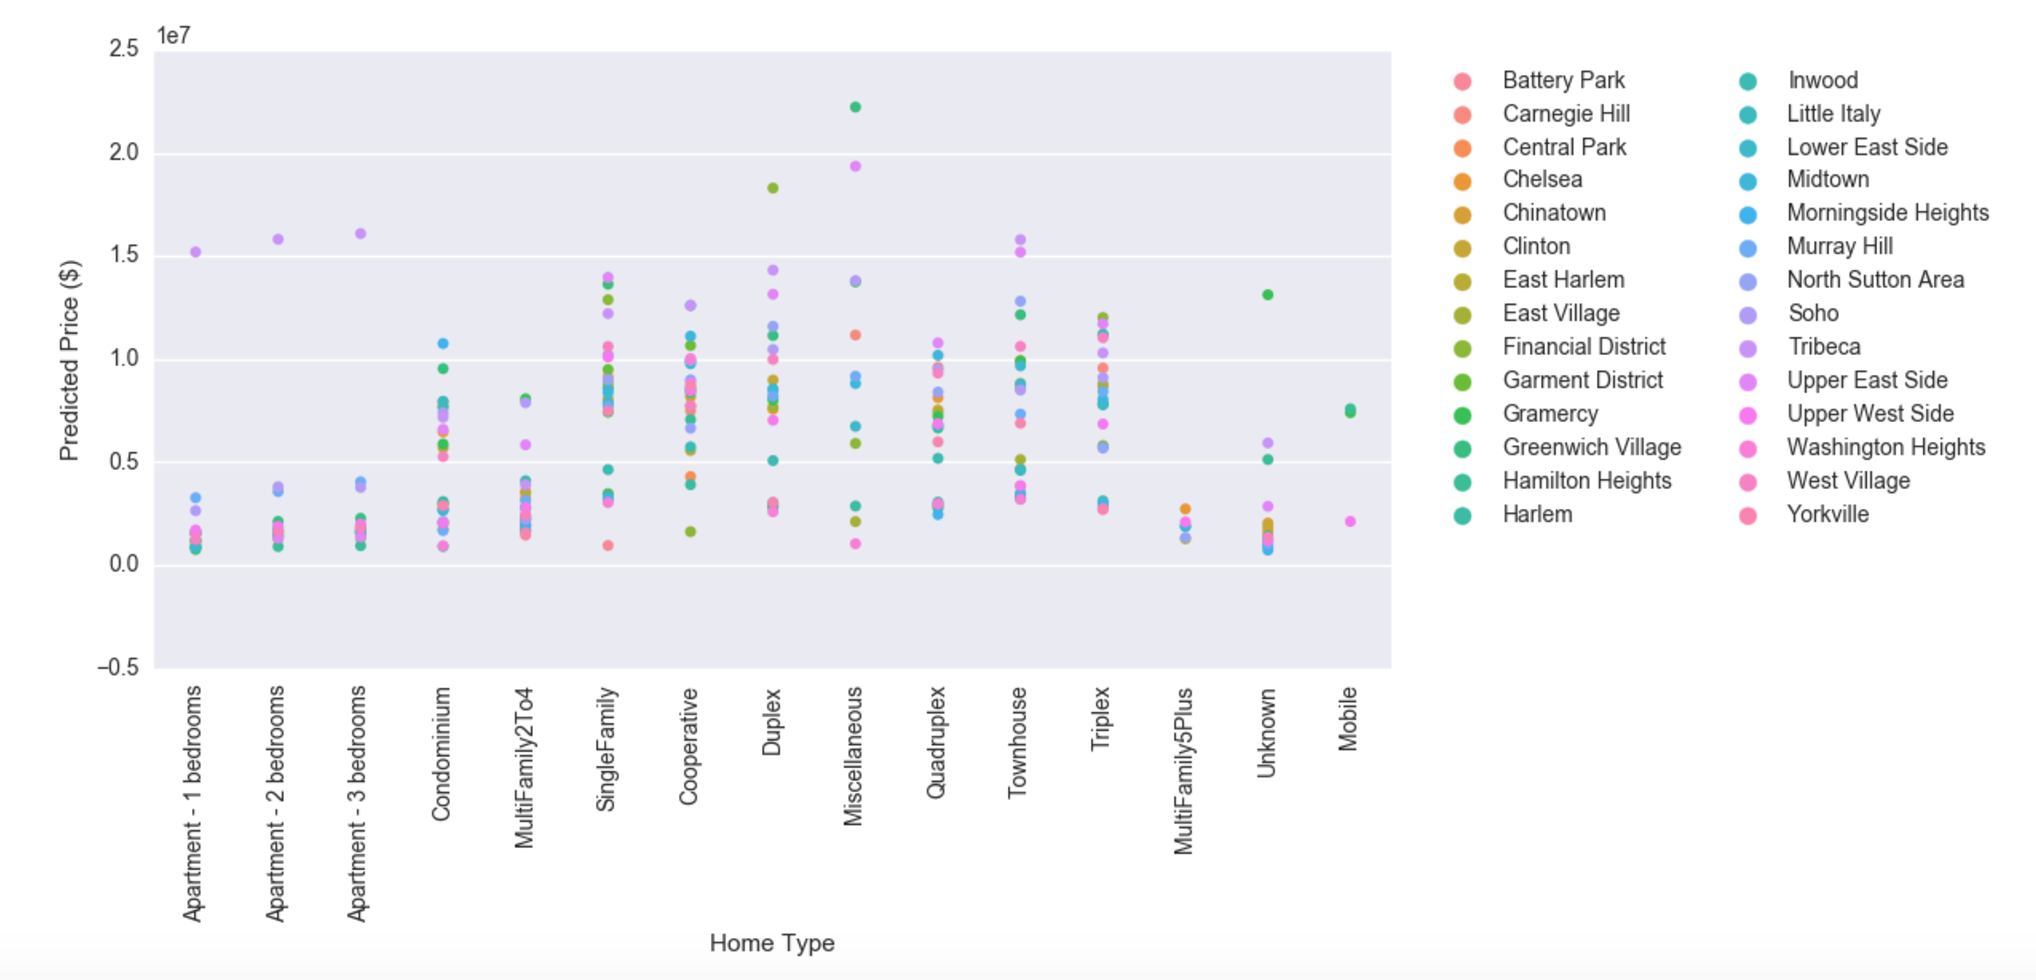 1e7
2.5
2.0
1.5
1.0
0.5
0.0
−0.5
Predicted Price ($)
Apartment - 1 bedrooms
Apartment - 2 bedrooms
Apartment - 3 bedrooms
Condominium
MultiFamily2To4
SingleFamily
Cooperative
Duplex
Miscellaneous
Quadruplex
Townhouse
Triplex
MultiFamily5Plus
Unknown
Mobile
Home Type
Battery Park
Carnegie Hill
Central Park
Chelsea
Chinatown
Clinton
East Harlem
East Village
Financial District
Garment District
Gramercy
Greenwich Village
Hamilton Heights
Harlem
Inwood
Little Italy
Lower East Side
Midtown
Morningside Heights
Murray Hill
North Sutton Area
Soho
Tribeca
Upper East Side
Upper West Side
Washington Heights
West Village
Yorkville